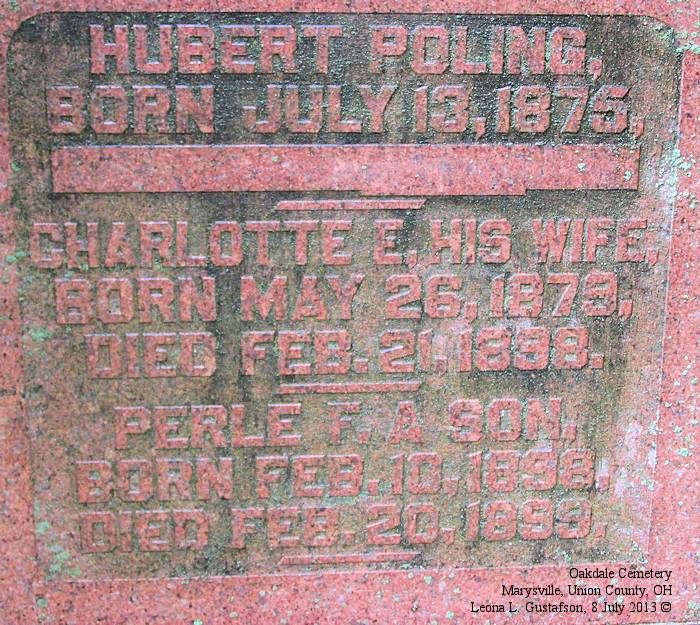 HUBERT POLING,
BORN JULY 13, 1875,
CHARLOTTE E, HIS WIFE,
BORN MAY 26, 1879,
DIED FEB. 21, 1898.
PERLE F. A SON,
BORN FEB. 10, 1898.
DIED FEB. 20, 1899.
Oakdale Cemetery
Marysville, Union County, OH
Leona L. Gustafson, 8 July 2013 ©